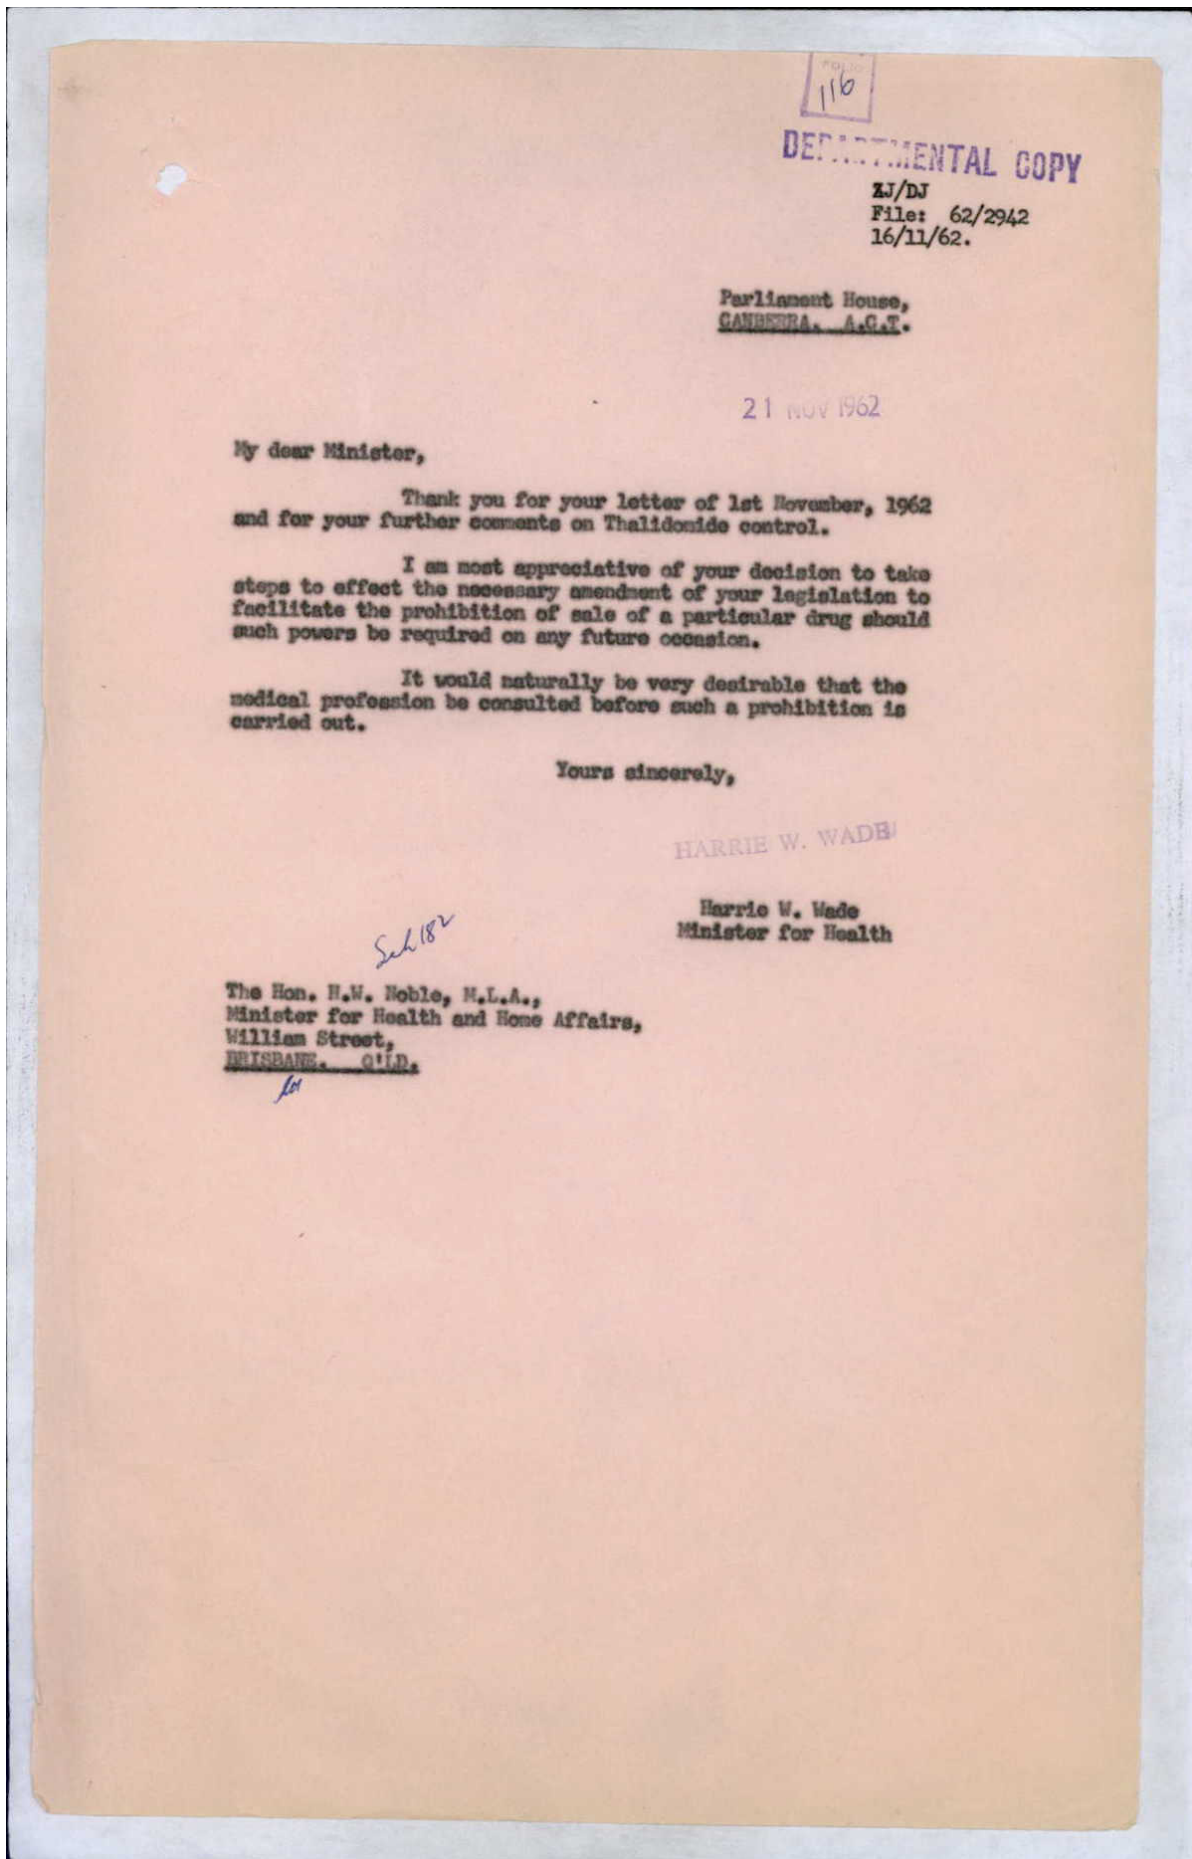 FOLIO
116
DEPARTMENTAL COPY
ZJ/DJ
File: 62/2942
16/11/62.
Parliament House,
CANBERRA. A.C.T.
21 NOV 1962
My dear Minister,
Thank you for your letter of 1st November, 1962
and for your further comments on Thalidomide control.
I am most appreciative of your decision to take
steps to effect the necessary amendment of your legislation to
facilitate the prohibition of sale of a particular drug should
such powers be required on any future occasion.
It would naturally be very desirable that the
medical profession be consulted before such a prohibition is
carried out.
Yours sincerely,
HARRIE W. WADE
Harrie W. Wade
Minister for Health
182
The Hon. H.W. Noble, M.L.A.,
Minister for Health and Home Affairs,
William Street,
BRISBANE. Q'LD.